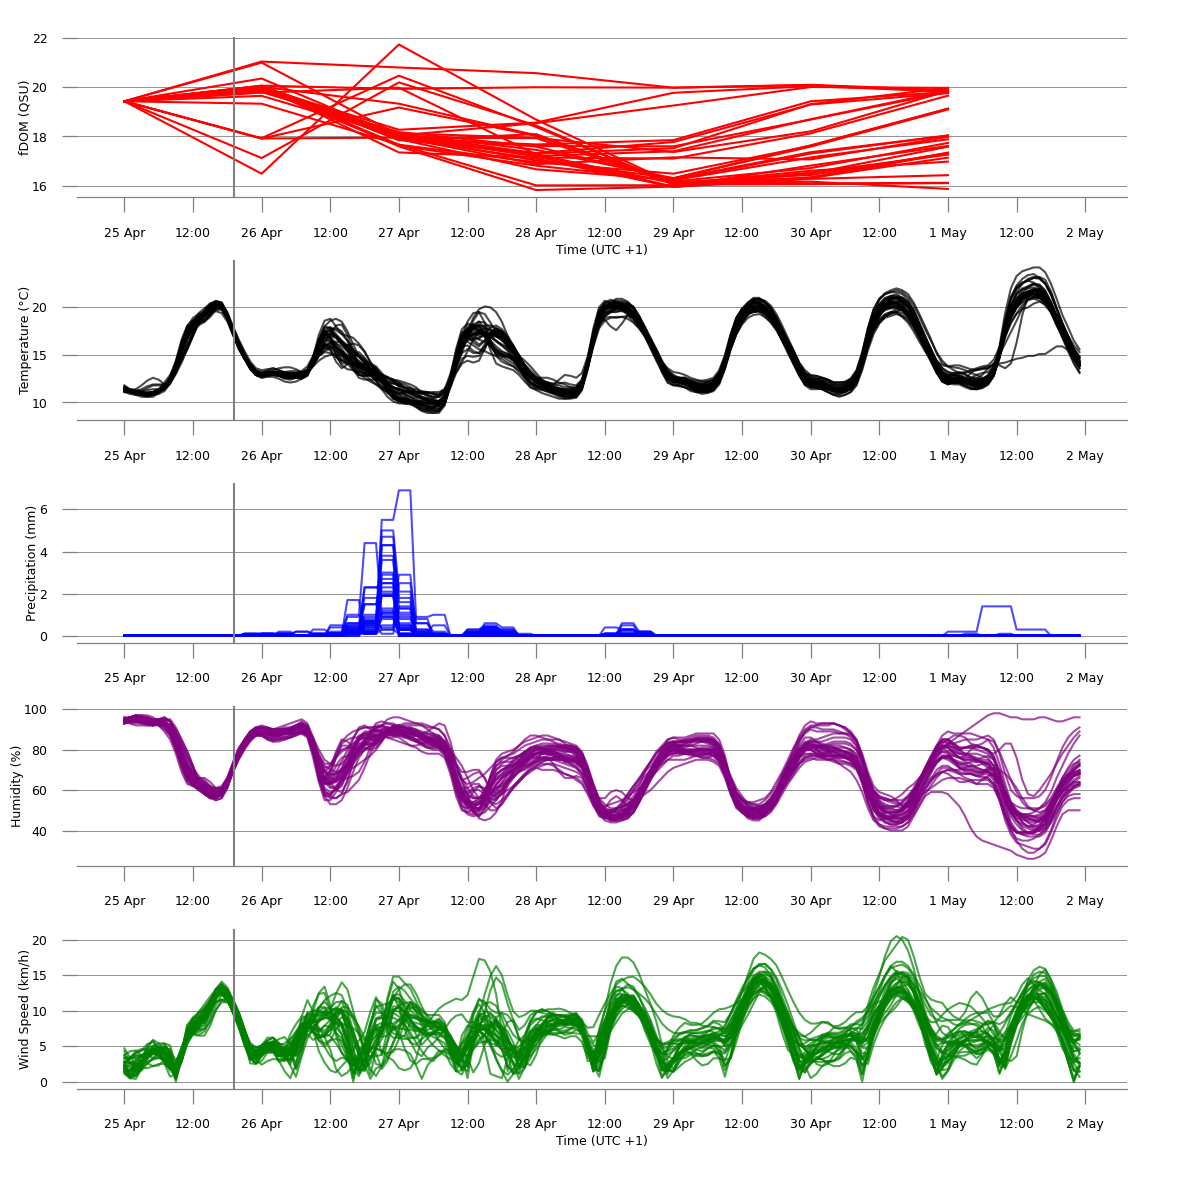 22
20
18
16
fDOM (QSU)
25 Apr 12:00 26 Apr 12:00 27 Apr 12:00 28 Apr 12:00 29 Apr 12:00 30 Apr 12:00 1 May 12:00 2 May
Time (UTC +1)
20
15
10
Temperature (°C)
25 Apr 12:00 26 Apr 12:00 27 Apr 12:00 28 Apr 12:00 29 Apr 12:00 30 Apr 12:00 1 May 12:00 2 May
6
4
2
0
Precipitation (mm)
25 Apr 12:00 26 Apr 12:00 27 Apr 12:00 28 Apr 12:00 29 Apr 12:00 30 Apr 12:00 1 May 12:00 2 May
100
80
60
40
Humidity (%)
25 Apr 12:00 26 Apr 12:00 27 Apr 12:00 28 Apr 12:00 29 Apr 12:00 30 Apr 12:00 1 May 12:00 2 May
20
15
10
5
0
Wind Speed (km/h)
25 Apr 12:00 26 Apr 12:00 27 Apr 12:00 28 Apr 12:00 29 Apr 12:00 30 Apr 12:00 1 May 12:00 2 May
Time (UTC +1)